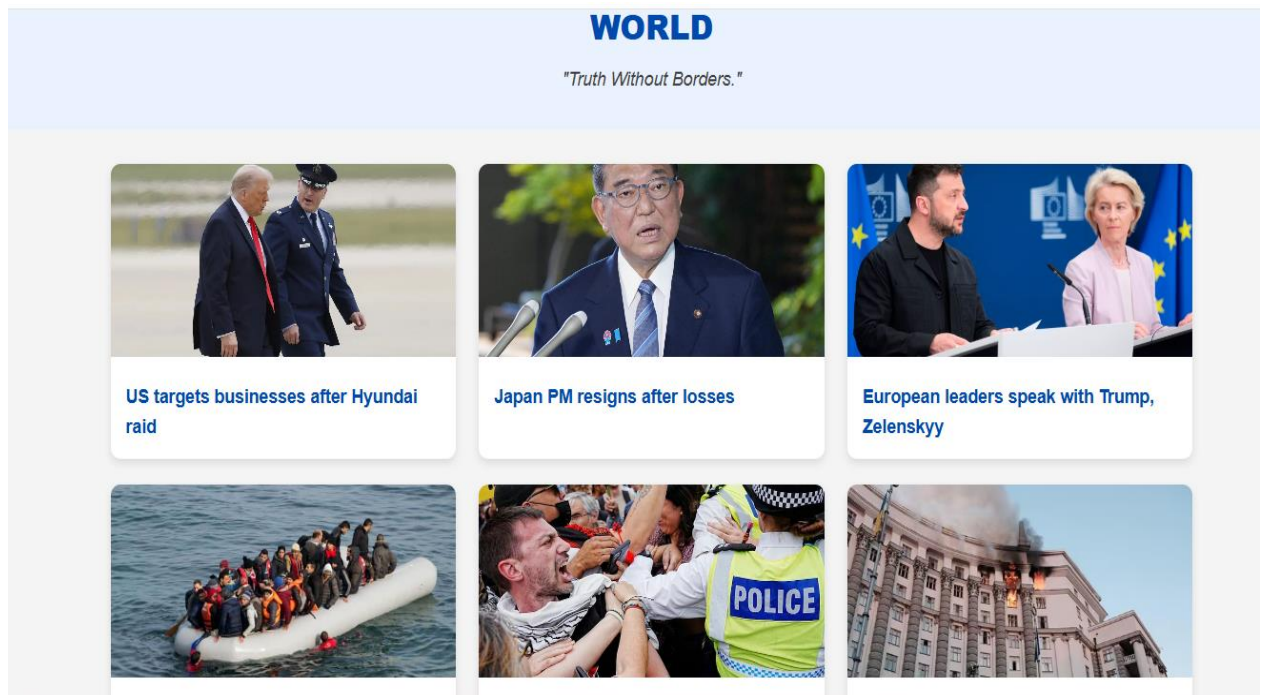 WORLD
"Truth Without Borders."
US targets businesses after Hyundai
raid
Japan PM resigns after losses
European leaders speak with Trump,
Zelenskyy
POLICE